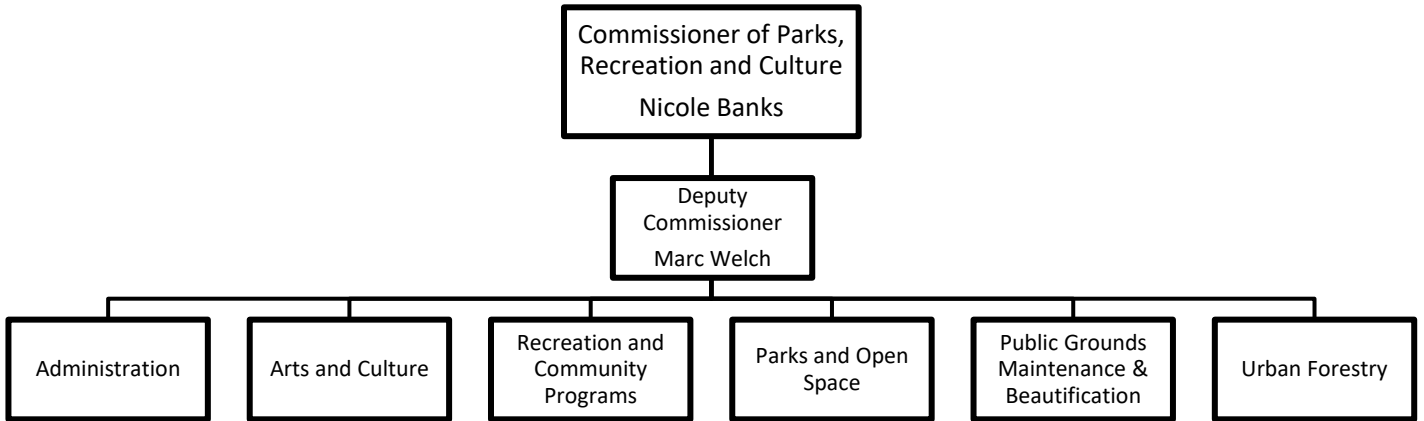 Commissioner of Parks,
Recreation and Culture
Nicole Banks
Deputy
Commissioner
Marc Welch
Administration
Arts and Culture
Recreation and
Community
Programs
Parks and Open
Space
Public Grounds
Maintenance &
Beautification
Urban Forestry